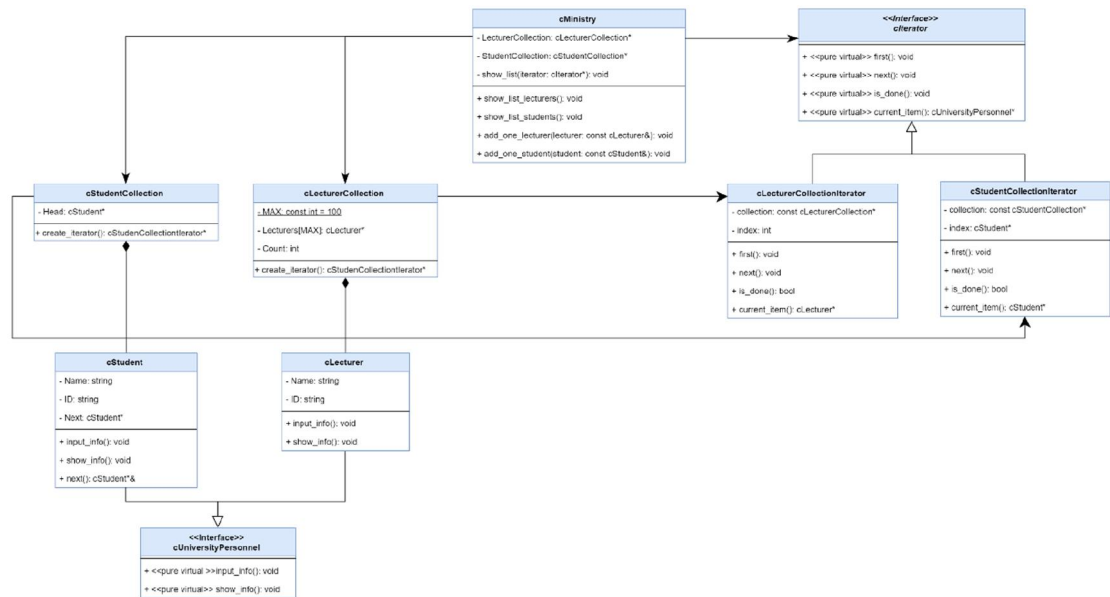 cMinistry
- LecturerCollection: cLecturerCollection*
- StudentCollection: cStudentCollection*
- show_list(iterator: cIterator*): void
+ show_list_lecturers(): void
+ show_list_students(): void
+ add_one_lecturer(lecturer: const cLecturer&): void
+ add_one_student(student: const cStudent&): void
<<Interface>>
cIterator
+ <<pure virtual>> first(): void
+ <<pure virtual>> next(): void
+ <<pure virtual>> is_done(): void
+ <<pure virtual>> current_item(): cUniversityPersonnel*
cStudentCollection
- Head: cStudent*
+ create_iterator(): cStudenCollectionIerator*
cLecturerCollection
- MAX: const int = 100
- Lecturers[MAX]: cLecturer*
- Count: int
+ create_iterator(): cStudenCollectionIerator*
cLecturerCollectionIterator
- collection: const cLecturerCollection*
- index: int
+ first(): void
+ next(): void
+ is_done(): bool
+ current_item(): cLecturer*
cStudentCollectionIterator
- collection: const cStudentCollection*
- index: cStudent*
+ first(): void
+ next(): void
+ is_done(): bool
+ current_item(): cStudent*
cStudent
- Name: string
- ID: string
- Next: cStudent*
+ input_info(): void
+ show_info(): void
+ next(): cStudent*&
cLecturer
- Name: string
- ID: string
+ input_info(): void
+ show_info(): void
<<Interface>>
cUniversityPersonnel
+ <<pure virtual >>input_info(): void
+ <<pure virtual>> show_info(): void